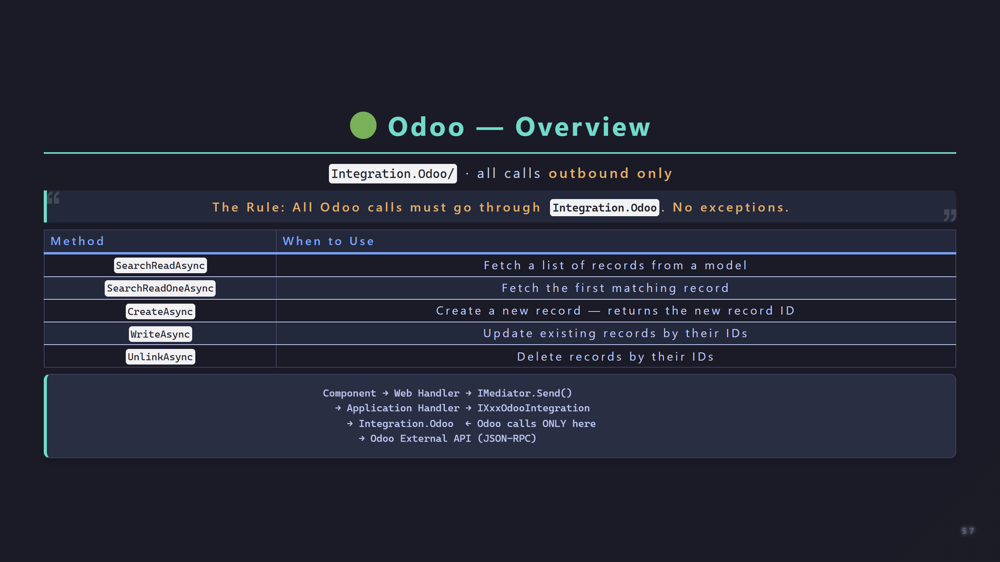 Odoo — Overview
Integration.Odoo/ · all calls outbound only
“
The Rule: All Odoo calls must go through Integration.Odoo. No exceptions.
”
Method When to Use
SearchReadAsync Fetch a list of records from a model
SearchReadOneAsync Fetch the first matching record
CreateAsync Create a new record — returns the new record ID
WriteAsync Update existing records by their IDs
UnlinkAsync Delete records by their IDs
Component → Web Handler → IMediator.Send()
→ Application Handler → IXxxOdooIntegration
→ Integration.Odoo ← Odoo calls ONLY here
→ Odoo External API (JSON-RPC)
57